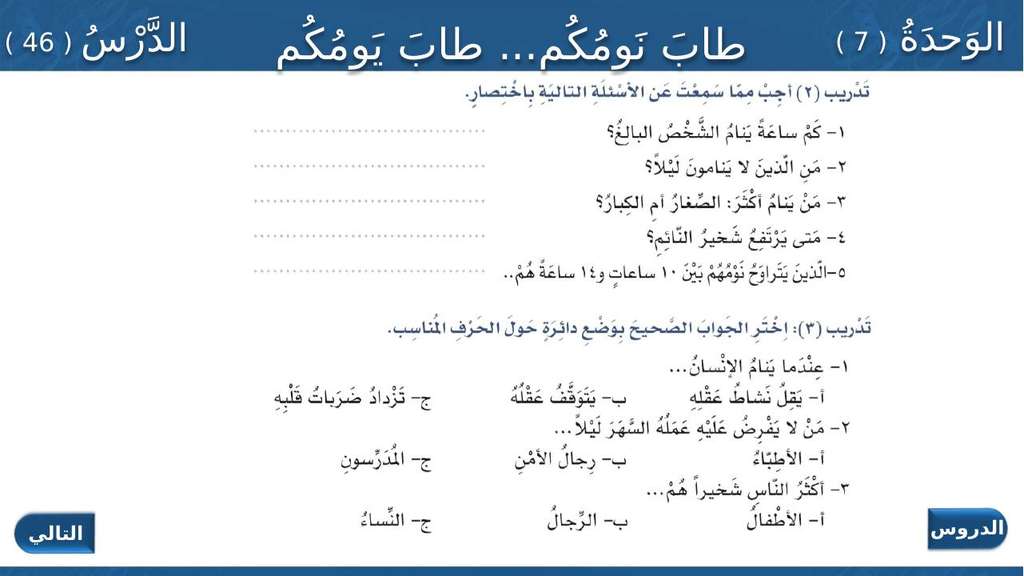 الوَحدَةُ ( 7 )
طابَ نَومُكُم... طابَ يَومُكُم
الدَّرْسُ ( 46 )
تَدْريب (٢) أجِبْ مِمّا سَمِعْتَ عَن الأسْئلَةِ التاليَةِ بِاخْتِصارٍ.
١- كَمْ ساعَةً يَنامُ الشَّخْصُ البالِغُ؟ ................................
٢- مَنِ الّذينَ لا يَنامونَ لَيْلاً؟ ................................
٣- مَنْ يَنامُ أكْثَرَ: الصِّغارُ أمِ الكِبارُ؟ ................................
٤- مَتى يَرْتَفِعُ شَخيرُ النّائِمِ؟ ................................
٥-الّذينَ يَتَراوَحُ نَوْمُهُمْ بَيْنَ ١٠ ساعاتٍ و١٤ ساعَةً هُمْ.. ................................
تَدْريب (٣): اِخْتَرِ الجَوابَ الصَّحيحَ بِوَضْعِ دائِرَةٍ حَولَ الحَرْفِ المُناسِب.
١- عِنْدَما يَنامُ الإنْسانُ...
أ- يَقِلُ نَشاطُ عَقْلِهِ ب- يَتَوَقَّفُ عَقْلُهُ ج- تَزْدادُ ضَرَباتُ قَلْبِهِ
٢- مَنْ لا يَفْرِضُ عَلَيْهِ عَمَلُهُ السَّهَرَ لَيْلاً...
أ- الأطِبّاءُ ب- رِجالُ الأمْنِ ج- المُدَرِّسونِ
٣- أكْثَرُ النّاسِ شَخيراً هُمْ...
أ- الأطْفالُ ب- الرِّجالُ ج- النِّساءُ
الدروس
التالي